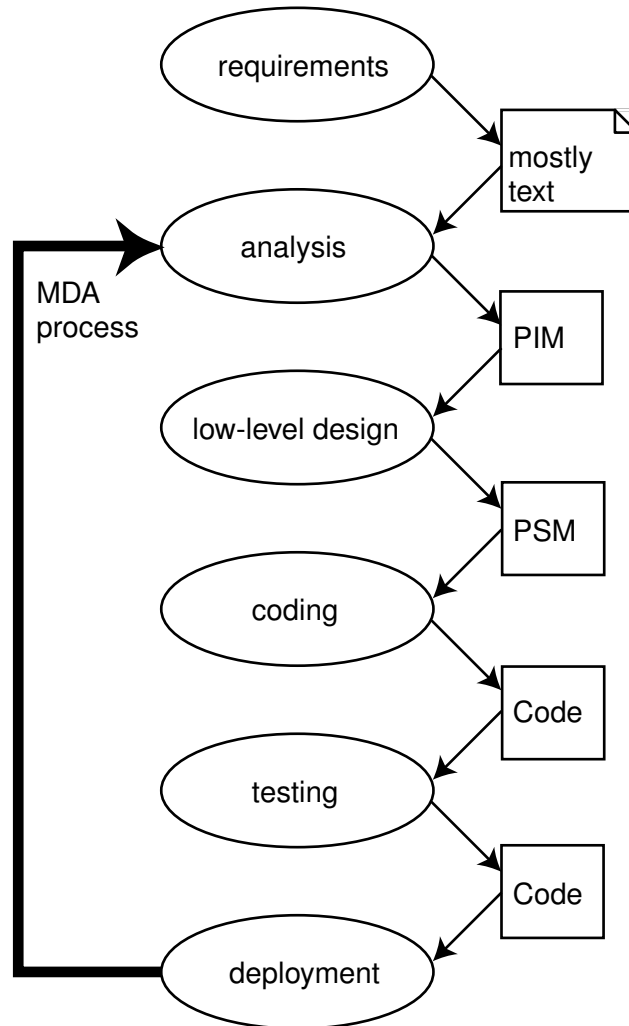 requirements
mostly
text
analysis
MDA
process
PIM
low-level design
PSM
coding
Code
testing
Code
deployment